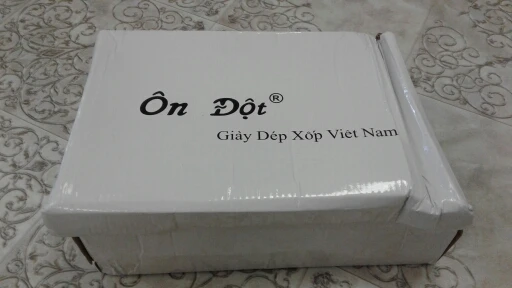 Ôn Đột®
Giày Dép Xốp Việt Nam